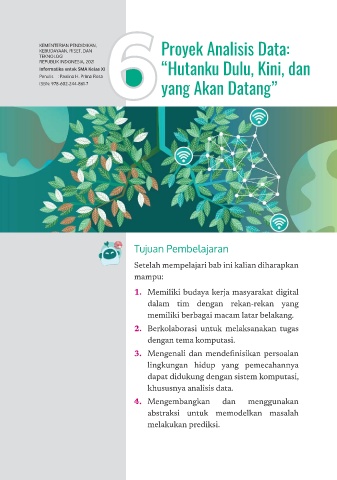 KEMENTERIAN PENDIDIKAN,
KEBUDAYAAN, RISET, DAN
TEKNOLOGI
REPUBLIK INDONESIA, 2021
Informatika untuk SMA Kelas XI
Penulis :
ISBN: 978-602-244-861-7
6
Proyek Analisis Data:
“Hutanku Dulu, Kini, dan
yang Akan Datang”
Tujuan Pembelajaran
Setelah mempelajari bab ini kalian diharapkan
mampu:
1. Memiliki budaya kerja masyarakat digital
dalam tim dengan rekan-rekan yang
memiliki berbagai macam latar belakang.
2. Berkolaborasi untuk melaksanakan tugas
dengan tema komputasi.
3. Mengenali dan mendefinisikan persoalan
lingkungan hidup yang pemecahannya
dapat didukung dengan sistem komputasi,
khususnya analisis data.
4. Mengembangkan dan menggunakan
abstraksi untuk memodelkan masalah
melakukan prediksi.